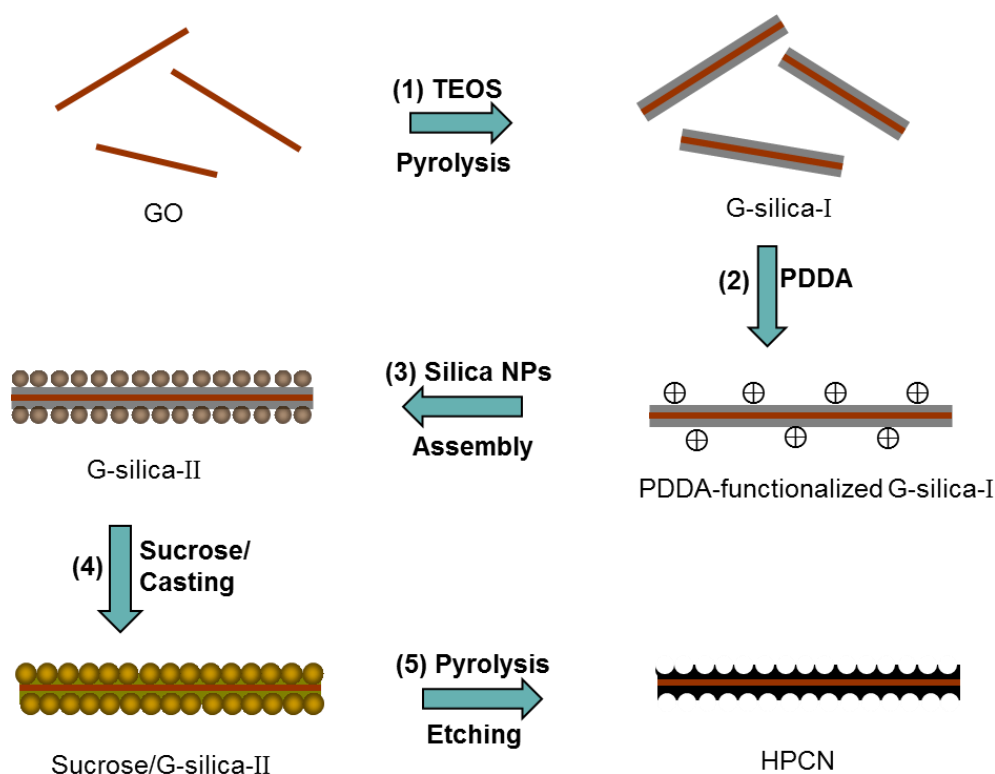 (1) TEOS
Pyrolysis
GO
G-silica-I
(2) PDDA
(3) Silica NPs
Assembly
G-silica-II
PDDA-functionalized G-silica-I
(4) Sucrose/
Casting
(5) Pyrolysis
Etching
Sucrose/G-silica-II
HPCN